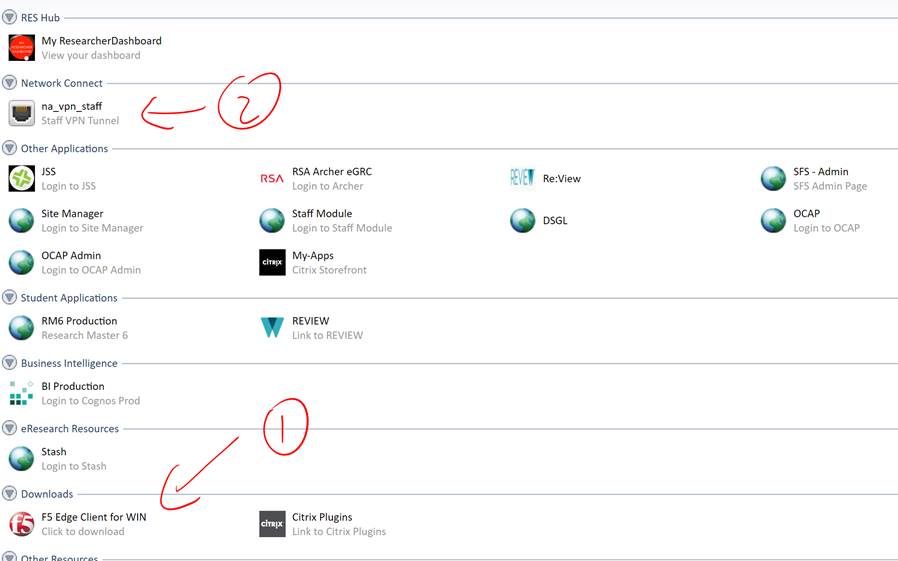 RES Hub
My ResearcherDashboard
View your dashboard
Network Connect
na_vpn_staff
Staff VPN Tunnel
2
Other Applications
JSS
Login to JSS
RSA
RSA Archer eGRC
Login to Archer
REVIEW
Re:View
SFS - Admin
SFS Admin Page
Site Manager
Login to Site Manager
Staff Module
Login to Staff Module
DSGL
OCAP
Login to OCAP
OCAP Admin
Login to OCAP Admin
CITRIX
My-Apps
Citrix Storefront
Student Applications
RM6 Production
Research Master 6
REVIEW
Link to REVIEW
Business Intelligence
BI Production
Login to Cognos Prod
eResearch Resources
1
Stash
Login to Stash
Downloads
f5
F5 Edge Client for WIN
Click to download
CITRIX
Citrix Plugins
Link to Citrix Plugins
Other Resources